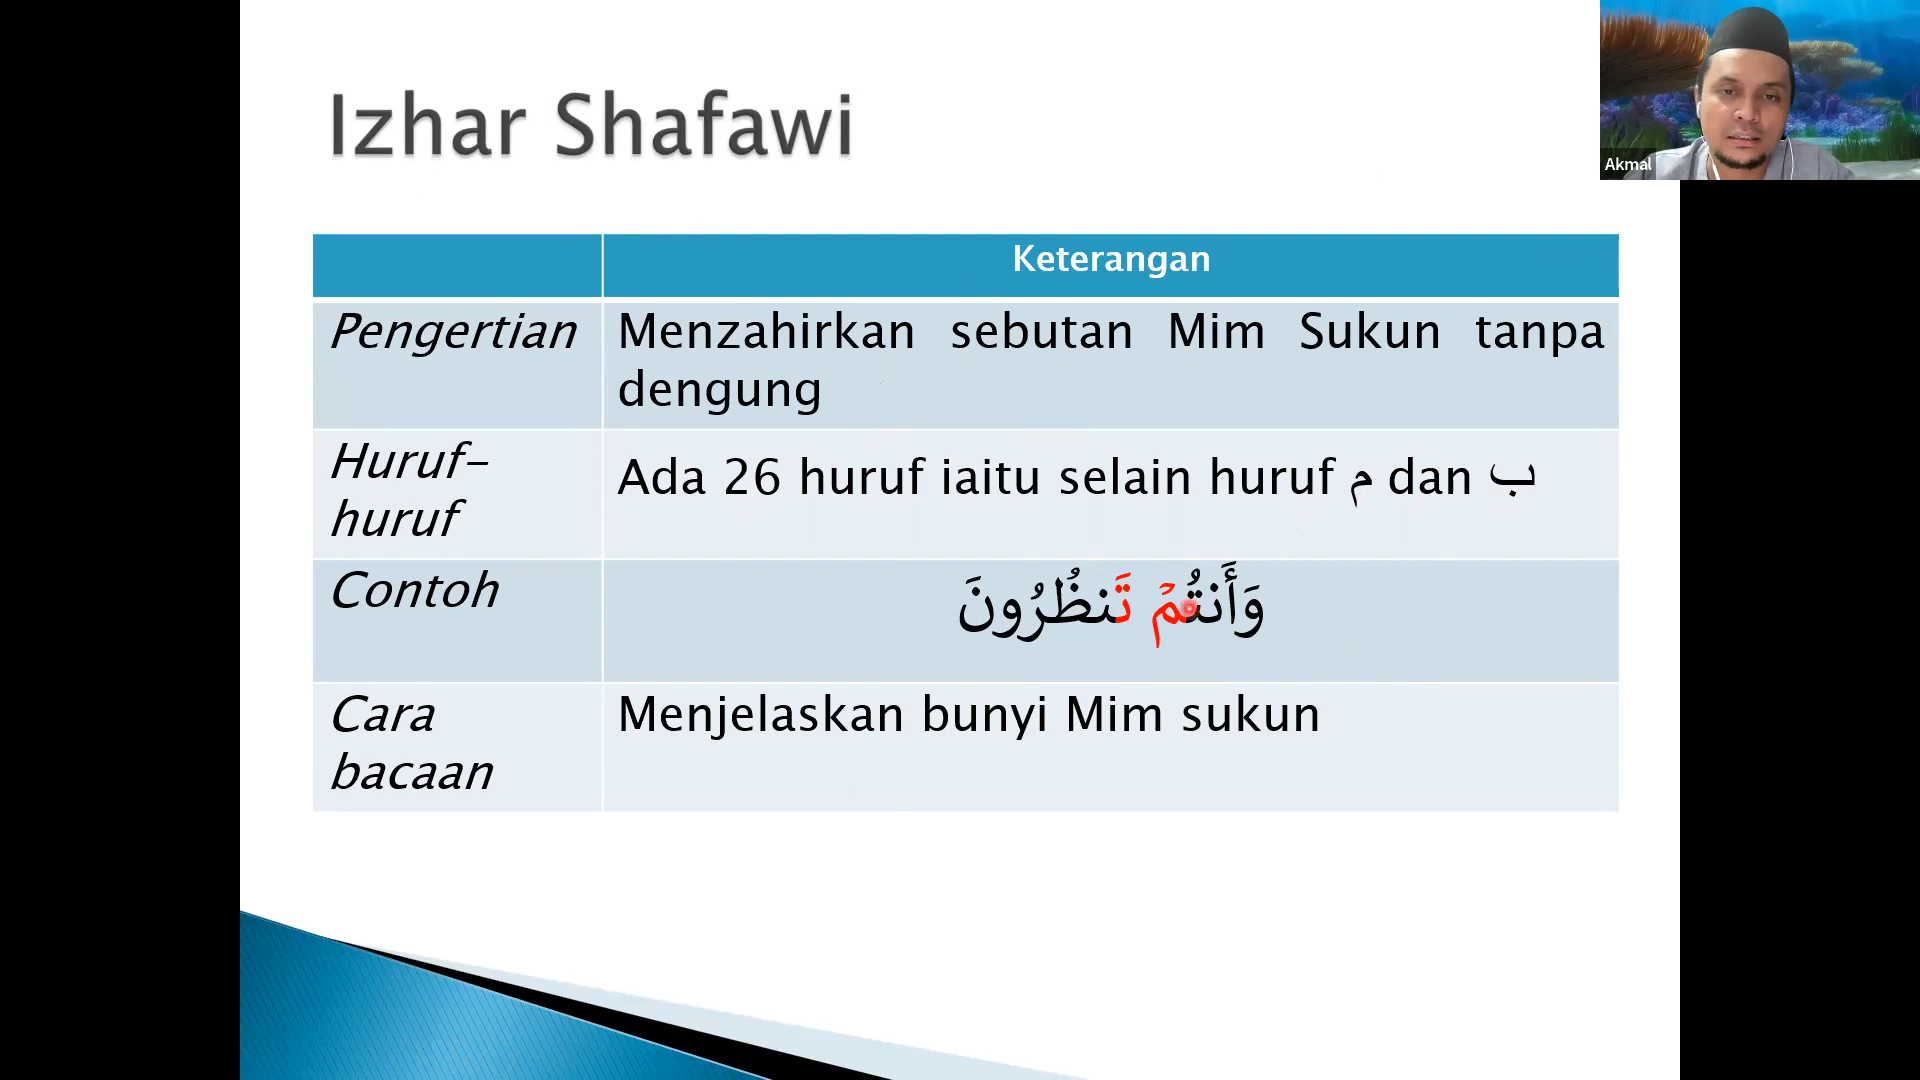 Izhar Shafawi
Akmal
Keterangan
Pengertian
Menzahirkan sebutan Mim Sukun tanpa
dengung
Huruf-
huruf
Ada 26 huruf iaitu selain huruf م dan ب
Contoh
وَأَنتُمْ تَنظُرُونَ
Cara
bacaan
Menjelaskan bunyi Mim sukun